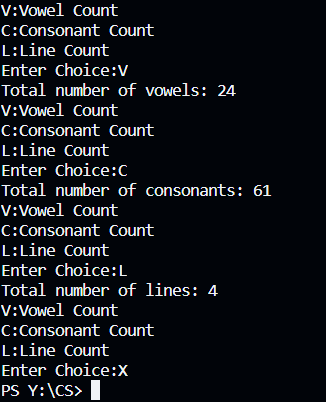 V:Vowel Count
C:Consonant Count
L:Line Count
Enter Choice:V
Total number of vowels: 24
V:Vowel Count
C:Consonant Count
L:Line Count
Enter Choice:C
Total number of consonants: 61
V:Vowel Count
C:Consonant Count
L:Line Count
Enter Choice:L
Total number of lines: 4
V:Vowel Count
C:Consonant Count
L:Line Count
Enter Choice:X
PS Y:\CS>